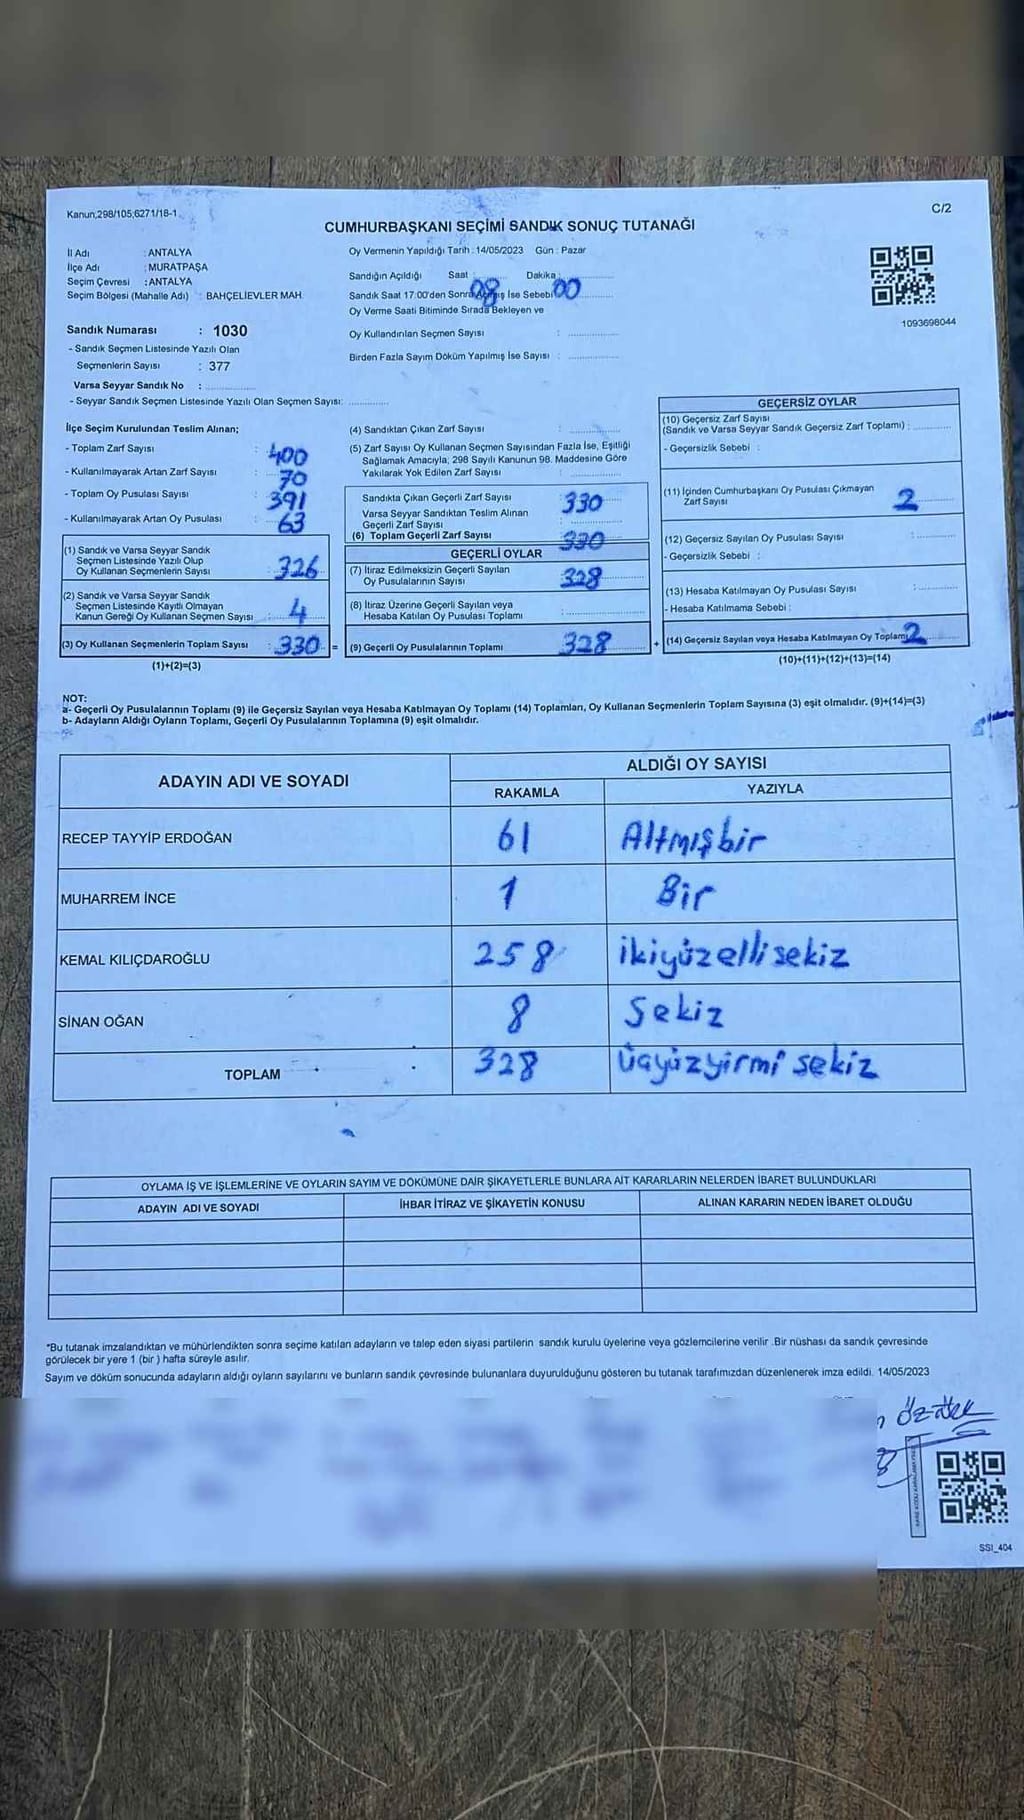 Kanun;298/105;6271/18-1
C/2
CUMHURBAŞKANI SEÇİMİ SANDIK SONUÇ TUTANAĞI
İl Adı : ANTALYA
İlçe Adı : MURATPAŞA
Seçim Çevresi : ANTALYA
Seçim Bölgesi (Mahalle Adı) : BAHÇELİEVLER MAH.
Oy Vermenin Yapıldığı Tarih : 14/05/2023 Gün : Pazar
Sandığın Açıldığı Saat : 08 Dakika : 00
Sandık Saat 17:00'den Sonra Açılmış İse Sebebi
Oy Verme Saati Bitiminde Sırada Bekleyen ve
Oy Kullandırılan Seçmen Sayısı :
Birden Fazla Sayım Döküm Yapılmış İse Sayısı :
1093698044
Sandık Numarası : 1030
- Sandık Seçmen Listesinde Yazılı Olan
Seçmenlerin Sayısı : 377
Varsa Seyyar Sandık No :
- Seyyar Sandık Seçmen Listesinde Yazılı Olan Seçmen Sayısı:
İlçe Seçim Kurulundan Teslim Alınan;
- Toplam Zarf Sayısı : 400
- Kullanılmayarak Artan Zarf Sayısı : 70
- Toplam Oy Pusulası Sayısı : 391
- Kullanılmayarak Artan Oy Pusulası : 63
(1) Sandık ve Varsa Seyyar Sandık
Seçmen Listesinde Yazılı Olup
Oy Kullanan Seçmenlerin Sayısı : 326
(2) Sandık ve Varsa Seyyar Sandık
Seçmen Listesinde Kayıtlı Olmayan
Kanun Gereği Oy Kullanan Seçmen Sayısı : 4
(3) Oy Kullanan Seçmenlerin Toplam Sayısı : 330 =
(1)+(2)=(3)
(4) Sandıktan Çıkan Zarf Sayısı :
(5) Zarf Sayısı Oy Kullanan Seçmen Sayısından Fazla İse, Eşitliği
Sağlamak Amacıyla, 298 Sayılı Kanunun 98. Maddesine Göre
Yakılarak Yok Edilen Zarf Sayısı :
Sandıkta Çıkan Geçerli Zarf Sayısı : 330
Varsa Seyyar Sandıktan Teslim Alınan
Geçerli Zarf Sayısı :
(6) Toplam Geçerli Zarf Sayısı : 330
GEÇERLİ OYLAR
(7) İtiraz Edilmeksizin Geçerli Sayılan
Oy Pusulalarının Sayısı : 328
(8) İtiraz Üzerine Geçerli Sayılan veya
Hesaba Katılan Oy Pusulası Toplamı :
(9) Geçerli Oy Pusulalarının Toplamı 328 +
GEÇERSİZ OYLAR
(10) Geçersiz Zarf Sayısı
(Sandık ve Varsa Seyyar Sandık Geçersiz Zarf Toplamı) :
- Geçersizlik Sebebi :
(11) İçinden Cumhurbaşkanı Oy Pusulası Çıkmayan
Zarf Sayısı 2
(12) Geçersiz Sayılan Oy Pusulası Sayısı :
- Geçersizlik Sebebi :
(13) Hesaba Katılmayan Oy Pusulası Sayısı :
- Hesaba Katılmama Sebebi :
(14) Geçersiz Sayılan veya Hesaba Katılmayan Oy Toplamı 2
(10)+(11)+(12)+(13)=(14)
NOT:
a- Geçerli Oy Pusulalarının Toplamı (9) ile Geçersiz Sayılan veya Hesaba Katılmayan Oy Toplamı (14) Toplamları, Oy Kullanan Seçmenlerin Toplam Sayısına (3) eşit olmalıdır. (9)+(14)=(3)
b- Adayların Aldığı Oyların Toplamı, Geçerli Oy Pusulalarının Toplamına (9) eşit olmalıdır.
ADAYIN ADI VE SOYADI
ALDIĞI OY SAYISI
RAKAMLA YAZIYLA
RECEP TAYYİP ERDOĞAN 61 Altmışbir
MUHARREM İNCE 1 Bir
KEMAL KILIÇDAROĞLU 258 ikiyüzellisekiz
SİNAN OĞAN 8 Sekiz
TOPLAM 328 Üçyüzyirmi sekiz
OYLAMA İŞ VE İŞLEMLERİNE VE OYLARIN SAYIM VE DÖKÜMÜNE DAİR ŞİKAYETLERLE BUNLARA AİT KARARLARIN NELERDEN İBARET BULUNDUKLARI
ADAYIN ADI VE SOYADI İHBAR İTİRAZ VE ŞİKAYETİN KONUSU ALINAN KARARIN NEDEN İBARET OLDUĞU
*Bu tutanak imzalandıktan ve mühürlendikten sonra seçime katılan adayların ve talep eden siyasi partilerin sandık kurulu üyelerine veya gözlemcilerine verilir .Bir nüshası da sandık çevresinde
görülecek bir yere 1 (bir ) hafta süreyle asılır.
Sayım ve döküm sonucunda adayların aldığı oyların sayılarını ve bunların sandık çevresinde bulunanlara duyurulduğunu gösteren bu tutanak tarafımızdan düzenlenerek imza edildi. 14/05/2023
SSI_404